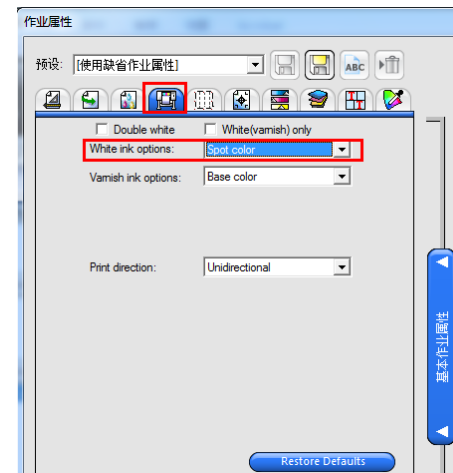 作业属性
预设: [使用缺省作业属性]
ABC
Double white White(varnish) only
White ink options: Spot color
Varnish ink options: Base color
Print direction: Unidirectional
基本作业属性
Restore Defaults